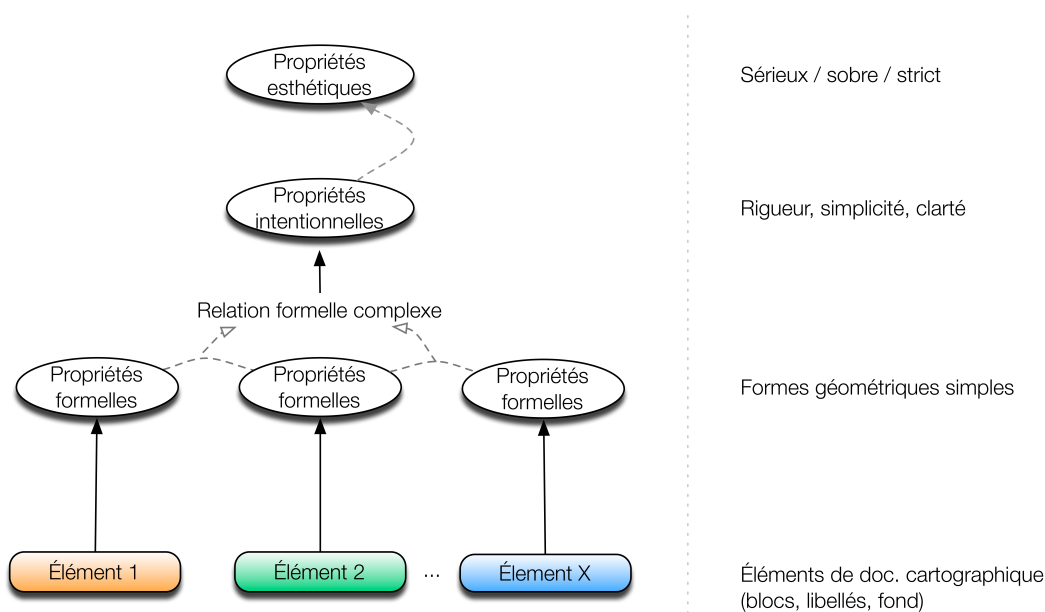 Propriétés
esthétiques
Sérieux / sobre / strict
Propriétés
intentionnelles
Rigueur, simplicité, clarté
Relation formelle complexe
Propriétés
formelles
Propriétés
formelles
Propriétés
formelles
Formes géométriques simples
Élément 1
Élément 2
...
Élement X
Éléments de doc. cartographique
(blocs, libellés, fond)